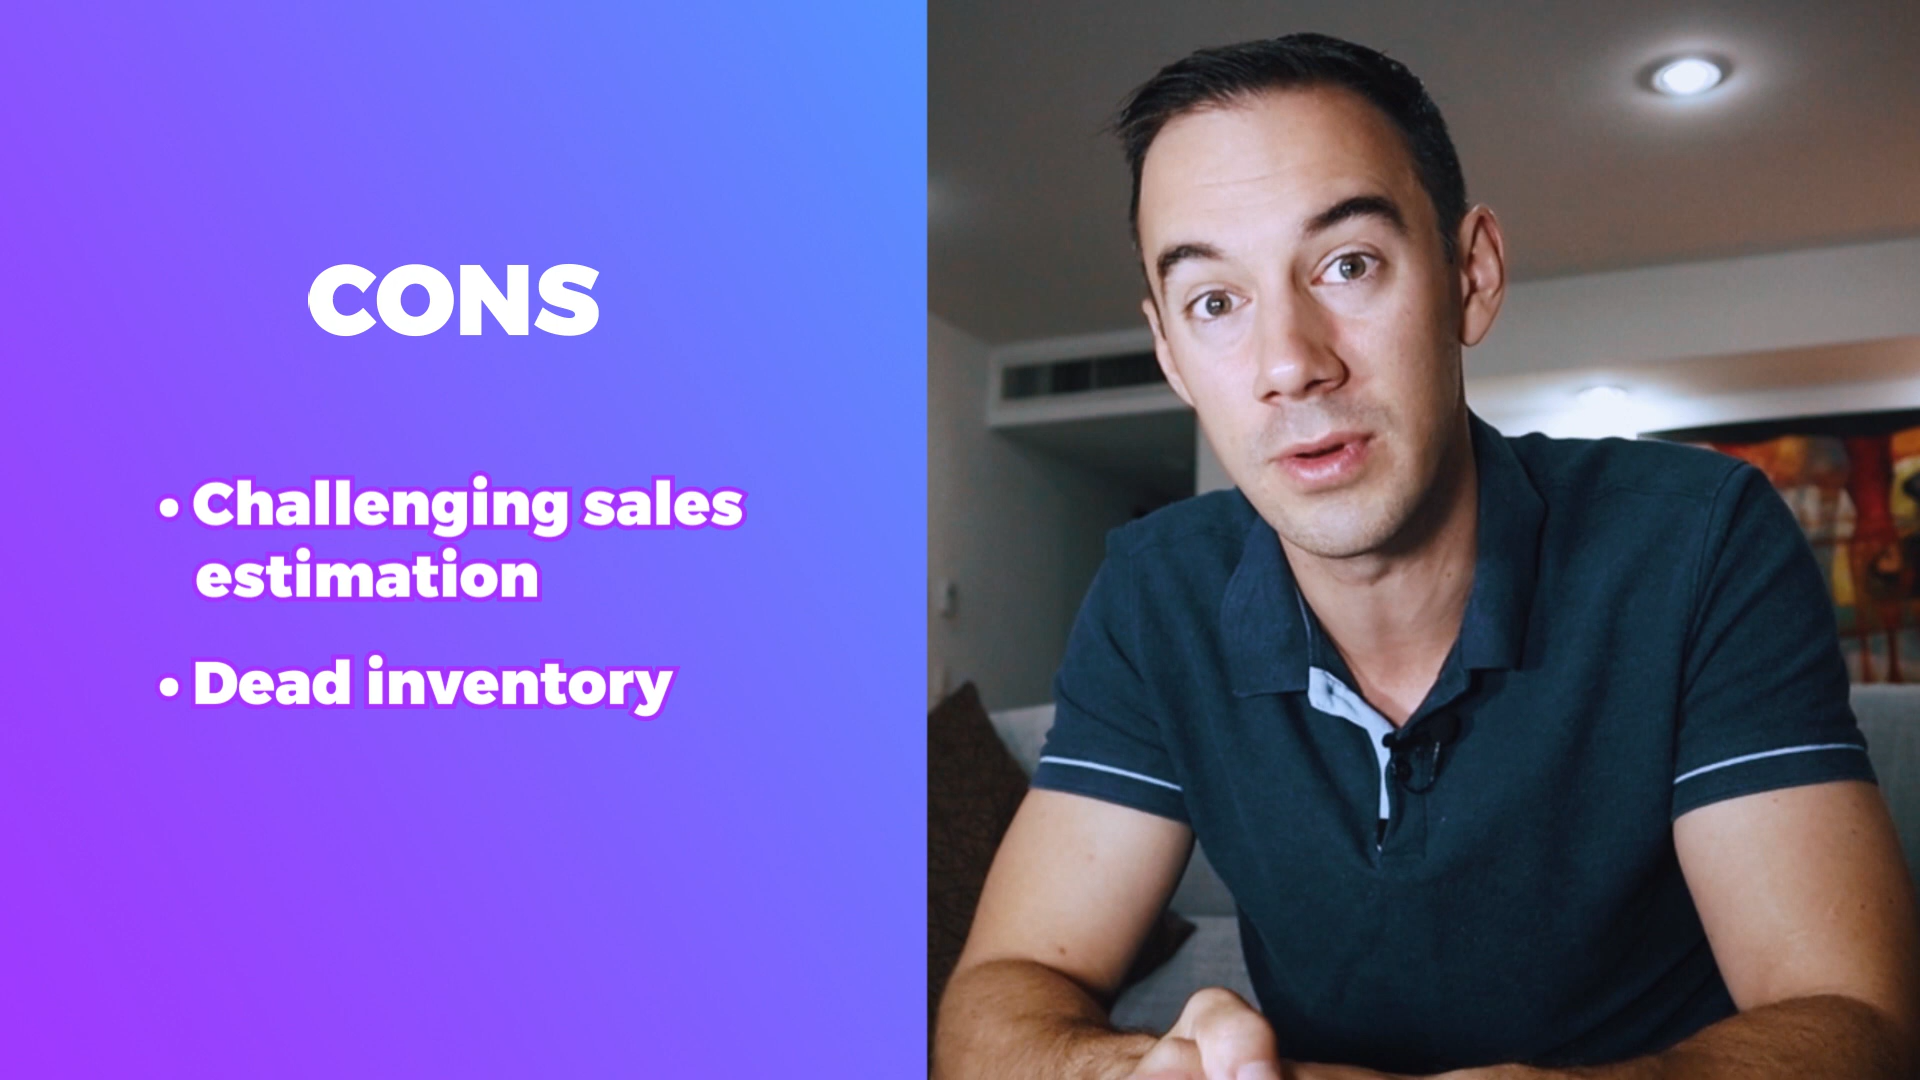 CONS
• Challenging sales
estimation
• Dead inventory